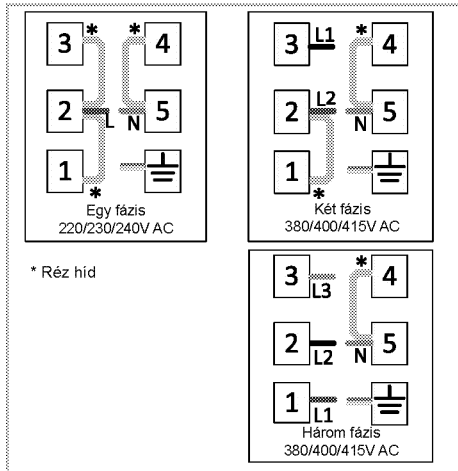 3 * * 4
2 L N 5
1 *
Egy fázis
220/230/240V AC
3 L1 * 4
2 L2 N 5
1 *
Két fázis
380/400/415V AC
* Réz híd
3 L3 * 4
2 L2 N 5
1 L1
Három fázis
380/400/415V AC